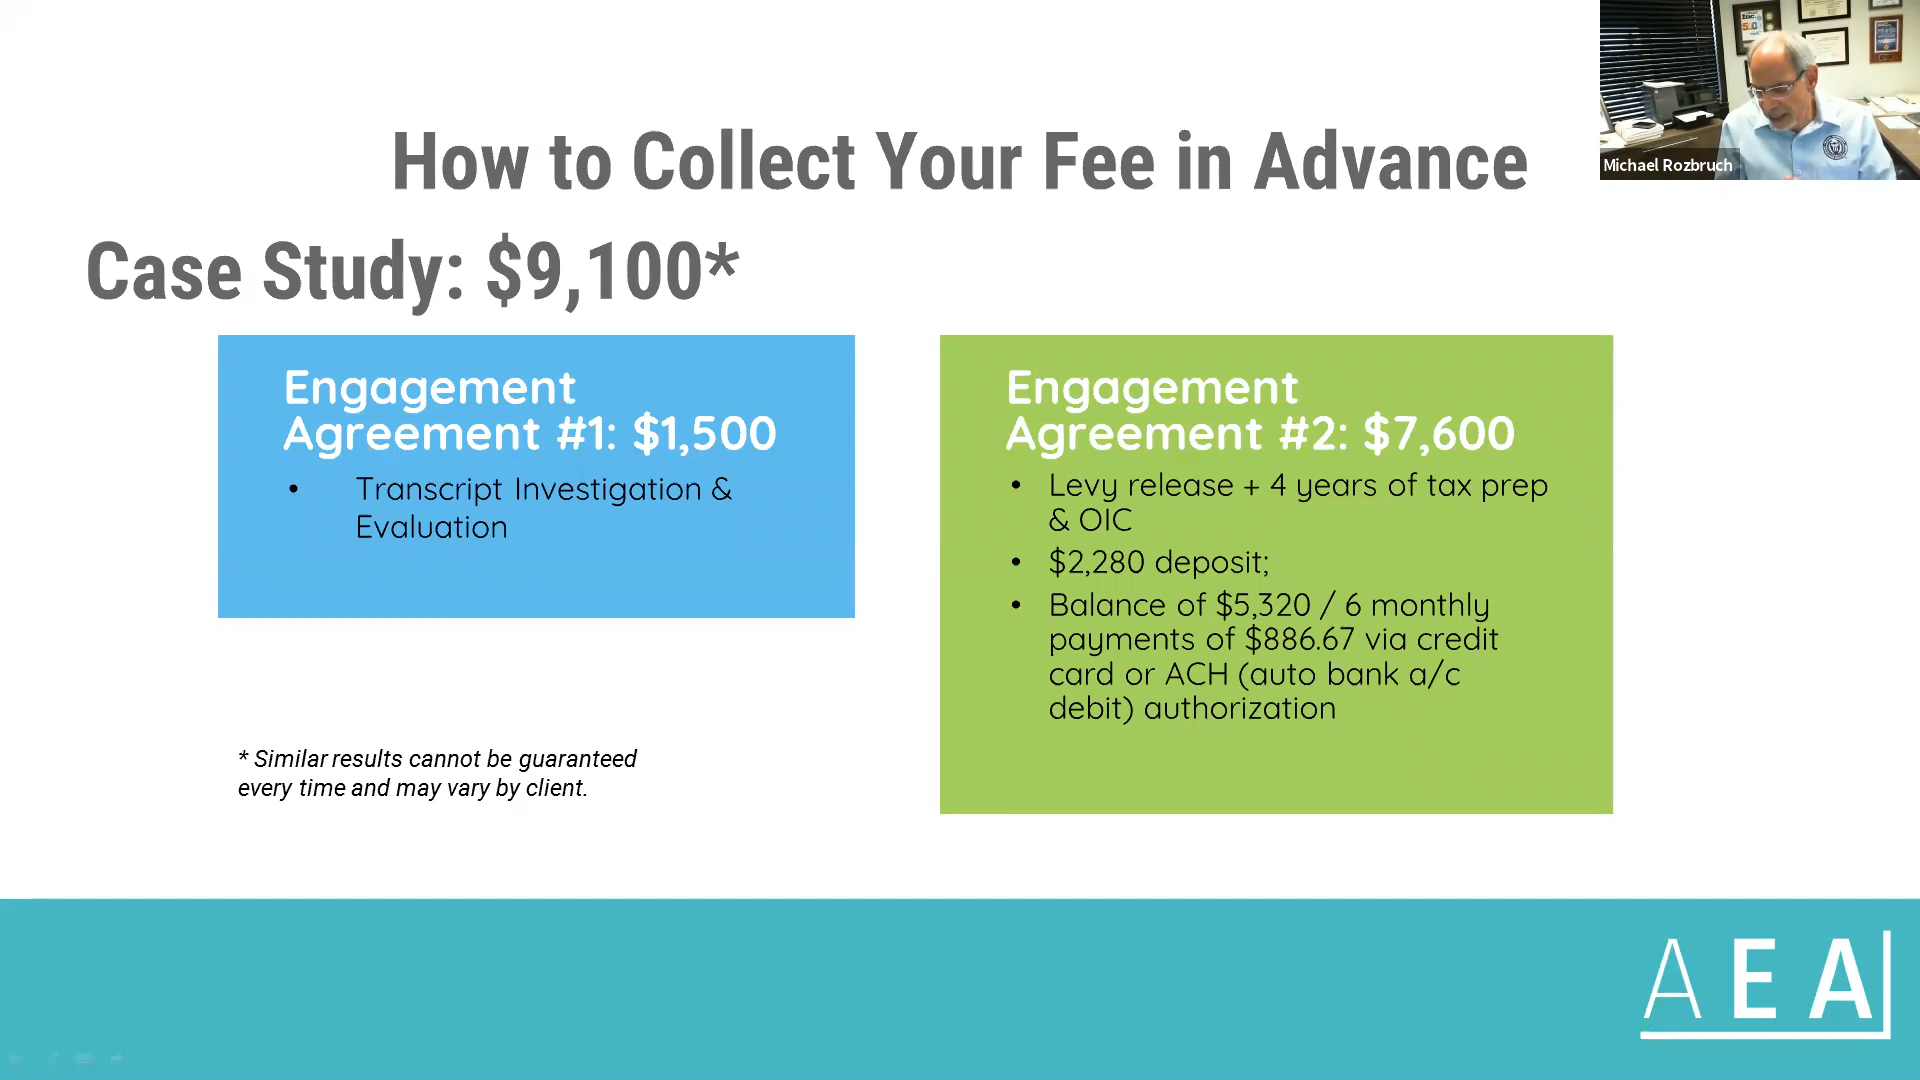 How to Collect Your Fee in Advance
Case Study: $9,100*
Michael Rozbruch
Engagement
Agreement #1: $1,500
• Transcript Investigation &
Evaluation
Engagement
Agreement #2: $7,600
• Levy release + 4 years of tax prep
& OIC
• $2,280 deposit;
• Balance of $5,320 / 6 monthly
payments of $886.67 via credit
card or ACH (auto bank a/c
debit) authorization
* Similar results cannot be guaranteed
every time and may vary by client.
AEA